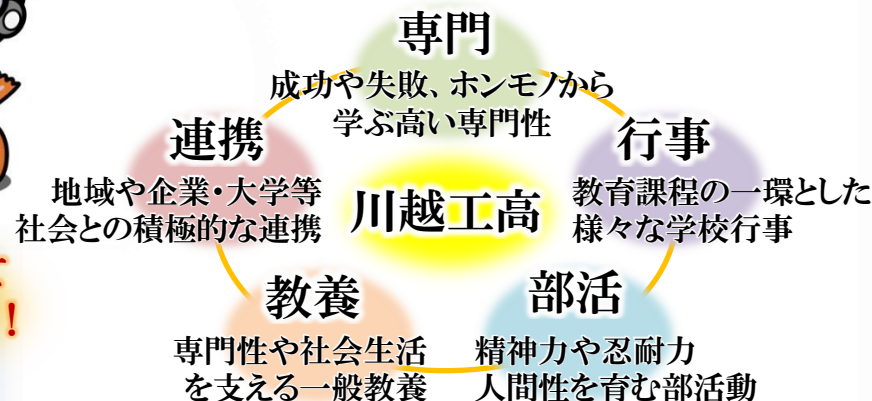 専門
成功や失敗、ホンモノから
学ぶ高い専門性
連携
地域や企業・大学等
社会との積極的な連携
川越工高
行事
教育課程の一環とした
様々な学校行事
教養
専門性や社会生活
を支える一般教養
部活
精神力や忍耐力
人間性を育む部活動
！